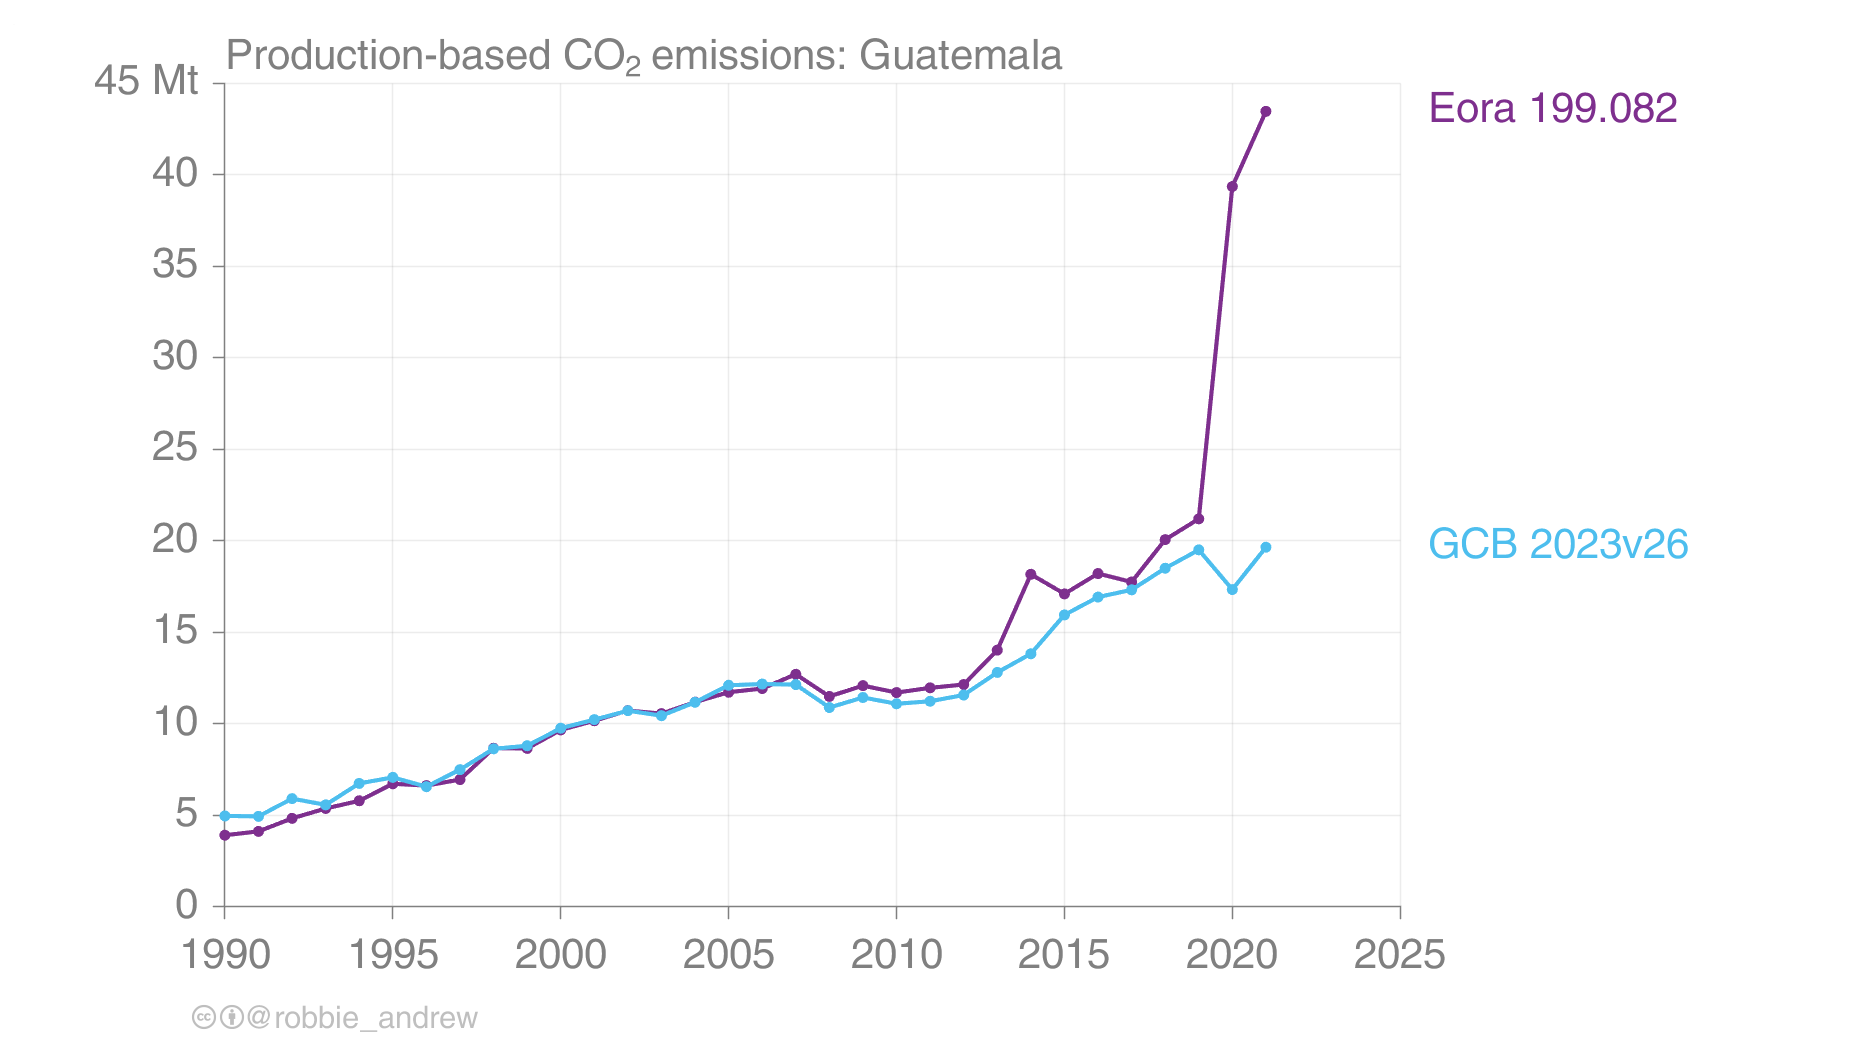 Production-based CO₂ emissions: Guatemala
45 Mt
40
35
30
25
20
15
10
5
0
1990 1995 2000 2005 2010 2015 2020 2025
Eora 199.082
GCB 2023v26
@robbie_andrew